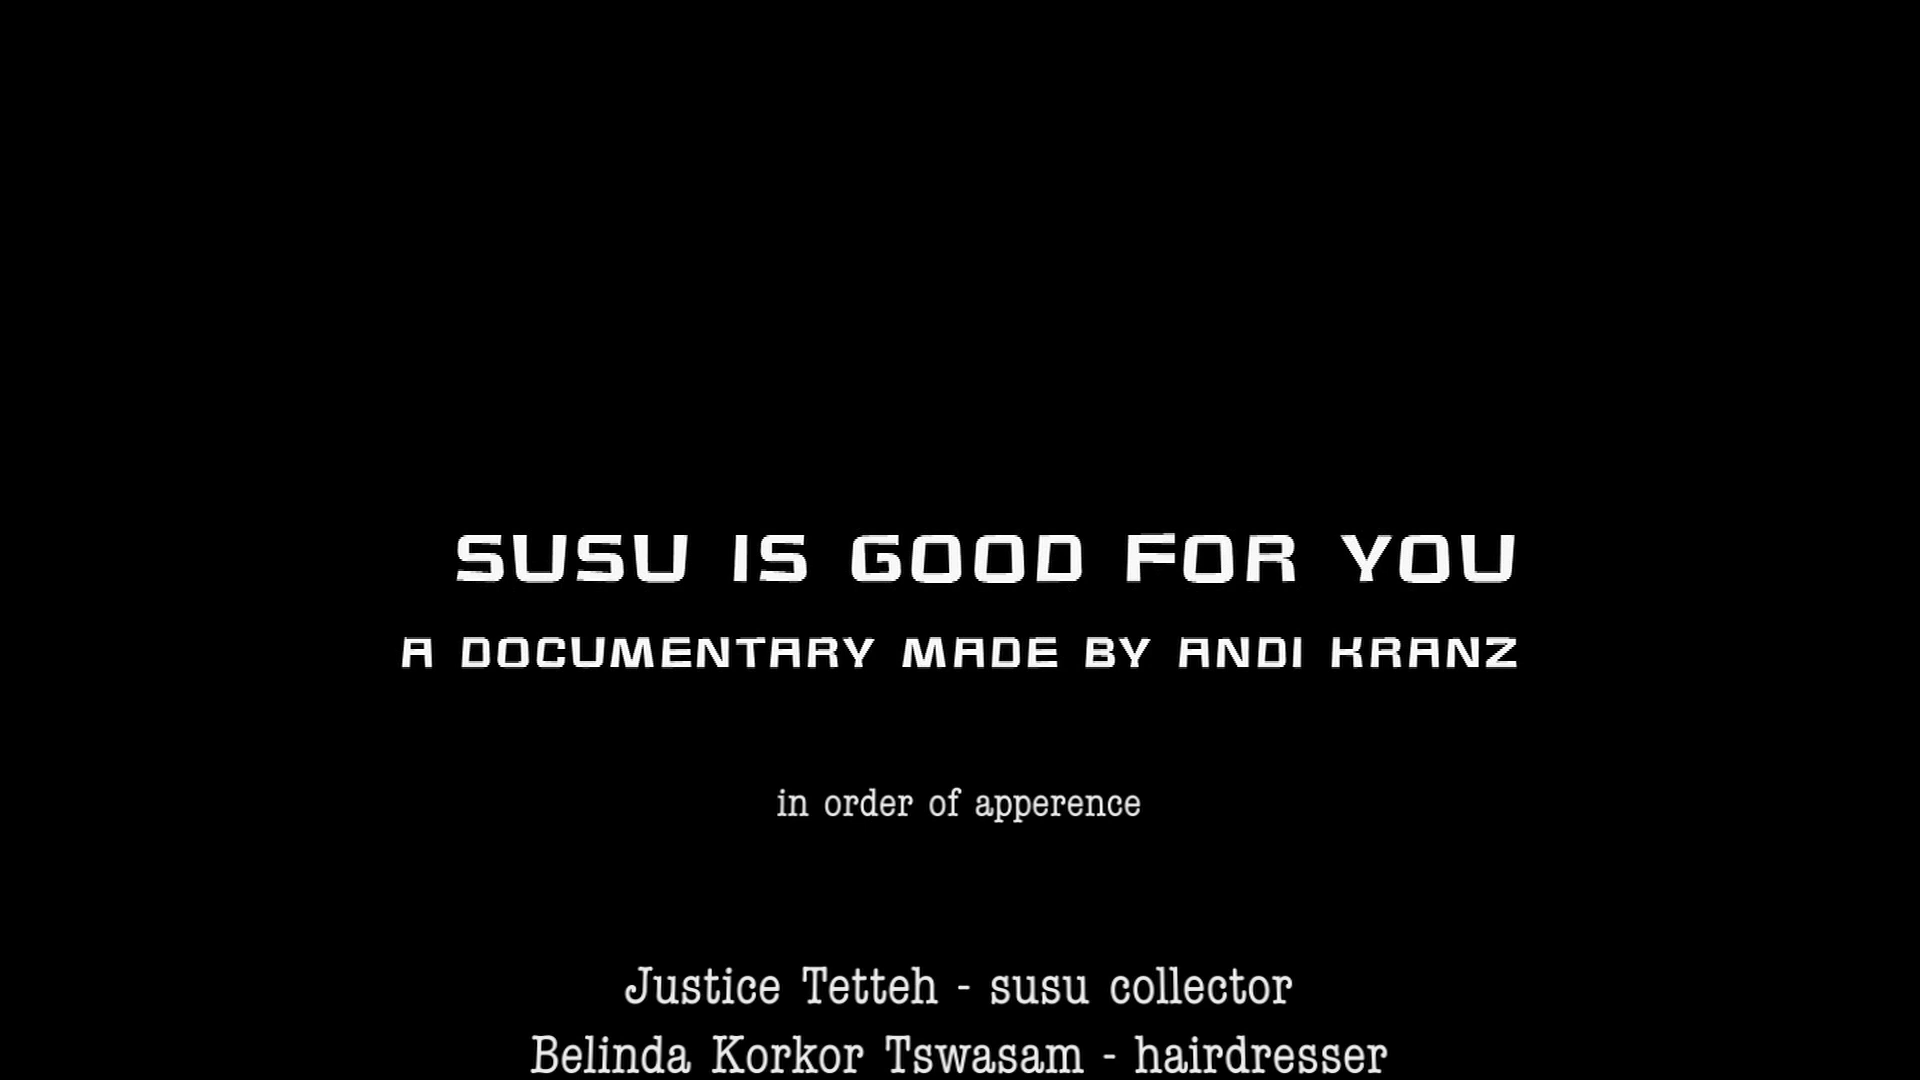 SUSU IS GOOD FOR YOU
A DOCUMENTARY MADE BY ANDI KRANZ
in order of apperence
Justice Tetteh - susu collector
Belinda Korkor Tswasam - hairdresser